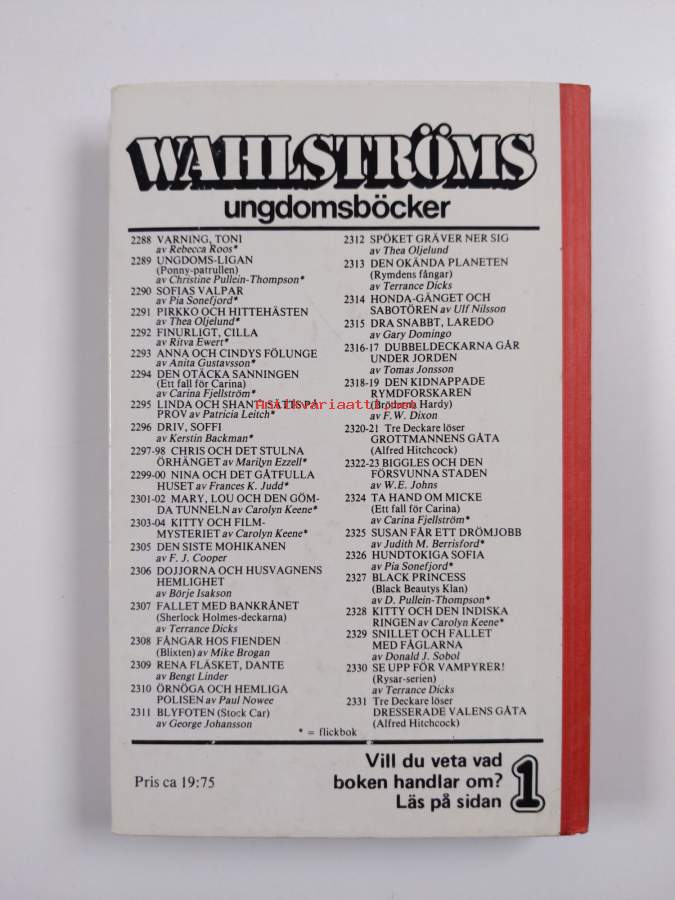 WAHLSTRÖMS
ungdomsböcker
2288 VARNING, TONI
av Rebecca Roos*
2289 UNGDOMS-LIGAN
(Ponny-patrullen)
av Christine Pullein-Thompson*
2290 SOFIAS VALPAR
av Pia Sonefjord*
2291 PIRKKO OCH HITTEHÄSTEN
av Thea Oljelund*
2292 FINURLIGT, CILLA
av Ritva Ewert*
2293 ANNA OCH CINDYS FÖLUNGE
av Anita Gustavsson*
2294 DEN OTÄCKA SANNINGEN
(Ett fall för Carina)
av Carina Fjellström*
2295 LINDA OCH SHANTI SÄTTS PÅ
PROV av Patricia Leitch*
2296 DRIV, SOFFI
av Kerstin Backman*
2297-98 CHRIS OCH DET STULNA
ÖRHÄNGET av Marilyn Ezzell*
2299-00 NINA OCH DET GÅTFULLA
HUSET av Frances K. Judd*
2301-02 MARY, LOU OCH DEN GÖM-
DA TUNNELN av Carolyn Keene*
2303-04 KITTY OCH FILM-
MYSTERIET av Carolyn Keene*
2305 DEN SISTE MOHIKANEN
av F. J. Cooper
2306 DOJJORNA OCH HUSVAGNENS
HEMLIGHET
av Börje Isakson
2307 FALLET MED BANKRÅNET
(Sherlock Holmes-deckarna)
av Terrance Dicks
2308 FÅNGAR HOS FIENDEN
(Blixten) av Mike Brogan
2309 RENA FLÄSKET, DANTE
av Bengt Linder
2310 ÖRNÖGA OCH HEMLIGA
POLISEN av Paul Nowee
2311 BLYFOTEN (Stock Car)
av George Johansson
2312 SPÖKET GRÄVER NER SIG
av Thea Oljelund
2313 DEN OKÄNDA PLANETEN
(Rymdens fångar)
av Terrance Dicks
2314 HONDA-GÄNGET OCH
SABOTÖREN av Ulf Nilsson
2315 DRA SNABBT, LAREDO
av Gary Domingo
2316-17 DUBBELDECKARNA GÅR
UNDER JORDEN
av Tomas Jonsson
2318-19 DEN KIDNAPPADE
RYMDFORSKAREN
(Bröderna Hardy)
av F.W. Dixon
2320-21 Tre Deckare löser
GROTTMANNENS GÅTA
(Alfred Hitchcock)
2322-23 BIGGLES OCH DEN
FÖRSVUNNA STADEN
av W.E. Johns
2324 TA HAND OM MICKE
(Ett fall för Carina)
av Carina Fjellström*
2325 SUSAN FÅR ETT DRÖMJOBB
av Judith M. Berrisford*
2326 HUNDTOKIGA SOFIA
av Pia Sonefjord*
2327 BLACK PRINCESS
(Black Beautys Klan)
av D. Pullein-Thompson*
2328 KITTY OCH DEN INDISKA
RINGEN av Carolyn Keene*
2329 SNILLET OCH FALLET
MED FÅGLARNA
av Donald J. Sobol
2330 SE UPP FÖR VAMPYRER!
(Rysar-serien)
av Terrance Dicks
2331 Tre Deckare löser
DRESSERADE VALENS GÅTA
(Alfred Hitchcock)
* = flickbok
Antikvariaatti.net
Pris ca 19:75
Vill du veta vad
boken handlar om?
Läs på sidan 1